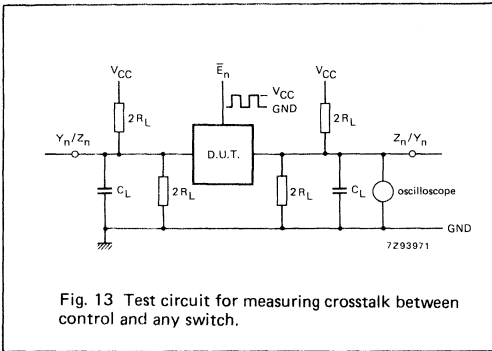 V_CC
Ē_n
V_CC
V_CC
GND
2R_L
2R_L
Y_n/Z_n
Z_n/Y_n
D.U.T.
C_L
2R_L
2R_L
C_L
oscilloscope
GND
7Z93971
Fig. 13 Test circuit for measuring crosstalk between
control and any switch.